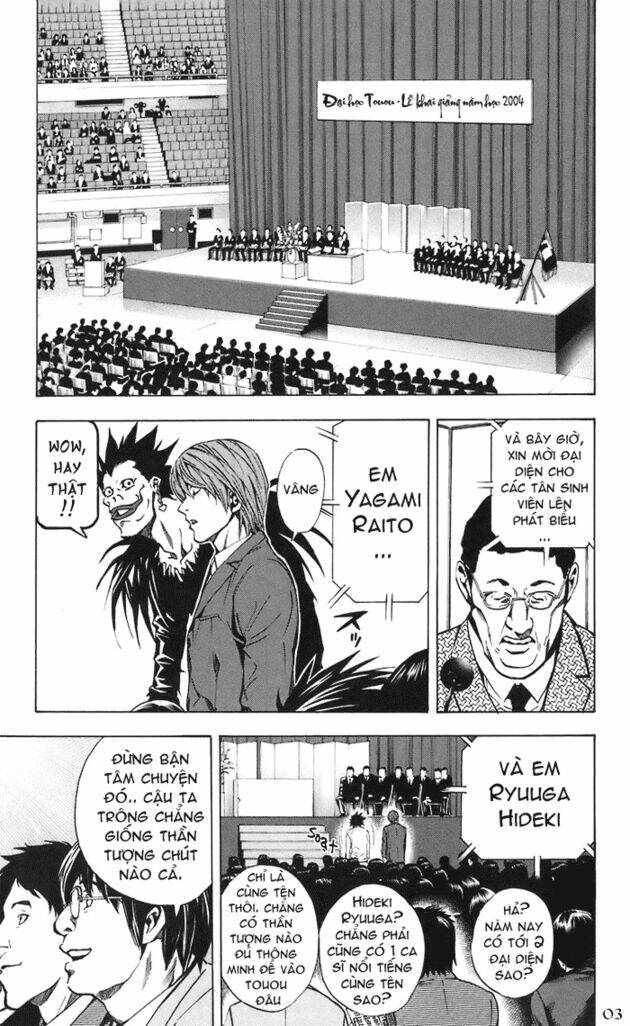 Đại học Touou - Lễ khai giảng năm học 2004
VÀ BÂY GIỜ,
XIN MỜI ĐẠI
DIỆN CHO
CÁC TÂN SINH
VIÊN LÊN
PHÁT BIỂU
...
EM
YAGAMI
RAITO
...
VÂNG
WOW,
HAY
THẬT
!!
VÀ EM
RYUUGA
HIDEKI
SOẠT
HẢ?
NĂM NAY
CÓ TỚI 2
ĐẠI DIỆN
SAO?
HIDEKI
RYUUGA?
CHẲNG PHẢI
CŨNG CÓ 1 CA
SĨ NỔI TIẾNG
CÙNG TÊN
SAO?
CHỈ LÀ
CÙNG TÊN
THÔI. CHẲNG
CÓ THẦN
TƯỢNG NÀO
ĐỦ THÔNG
MINH ĐỂ VÀO
TOUOU
ĐÂU
ĐỪNG BẬN
TÂM CHUYỆN
ĐÓ.. CẬU TA
TRÔNG CHẲNG
GIỐNG THẦN
TƯỢNG CHÚT
NÀO CẢ.
03